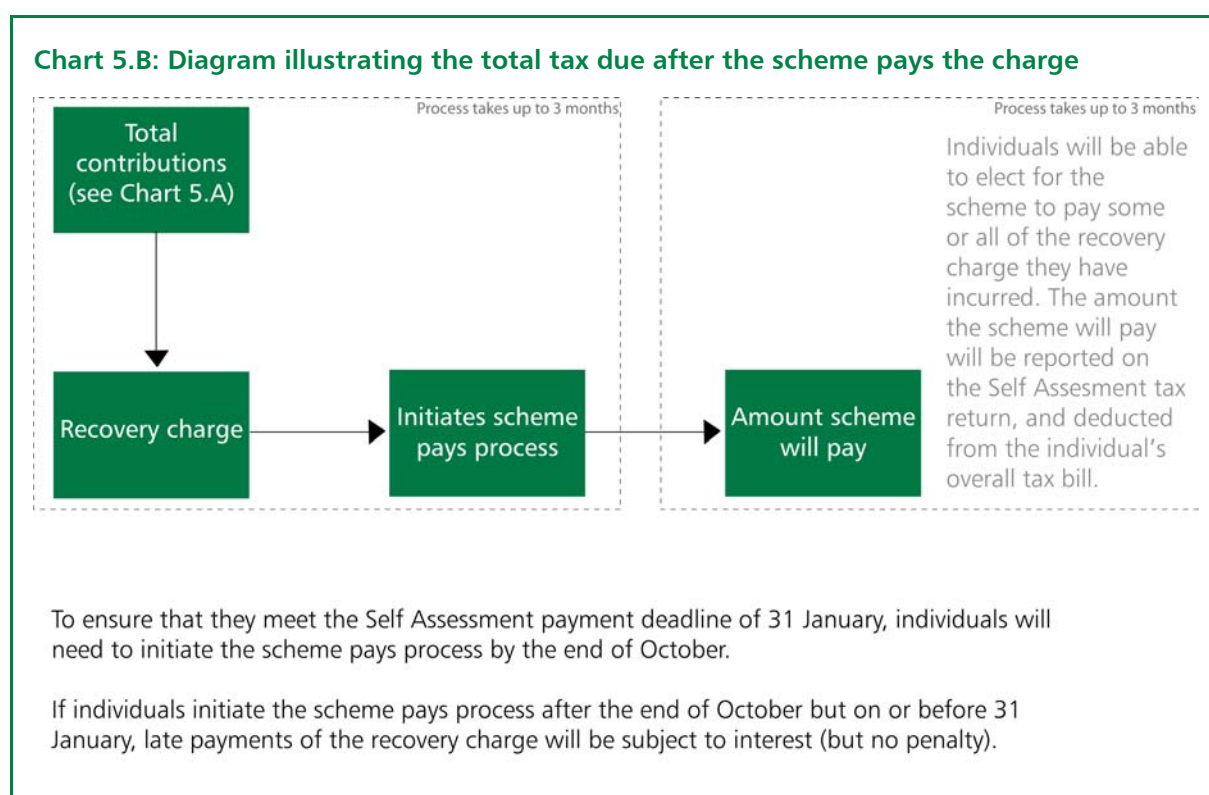 Chart 5.B: Diagram illustrating the total tax due after the scheme pays the charge
Process takes up to 3 months
Total
contributions
(see Chart 5.A)
Recovery charge
Initiates scheme
pays process
Process takes up to 3 months
Amount scheme
will pay
Individuals will be able
to elect for the
scheme to pay some
or all of the recovery
charge they have
incurred. The amount
the scheme will pay
will be reported on
the Self Assesment tax
return, and deducted
from the individual's
overall tax bill.
To ensure that they meet the Self Assessment payment deadline of 31 January, individuals will
need to initiate the scheme pays process by the end of October.
If individuals initiate the scheme pays process after the end of October but on or before 31
January, late payments of the recovery charge will be subject to interest (but no penalty).